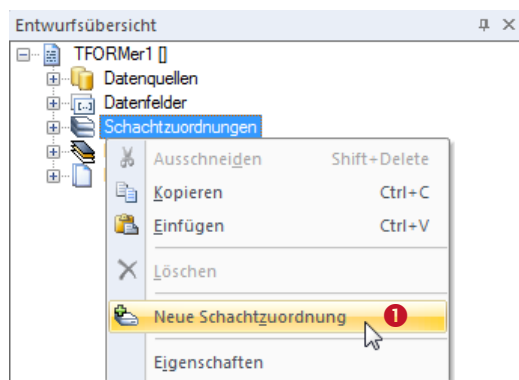 Entwurfsübersicht
TFORMer1 []
Datenquellen
Datenfelder
Schachtzuordnungen
Ausschneiden Shift+Delete
Kopieren Ctrl+C
Einfügen Ctrl+V
Löschen
Neue Schachtzuordnung 1
Eigenschaften